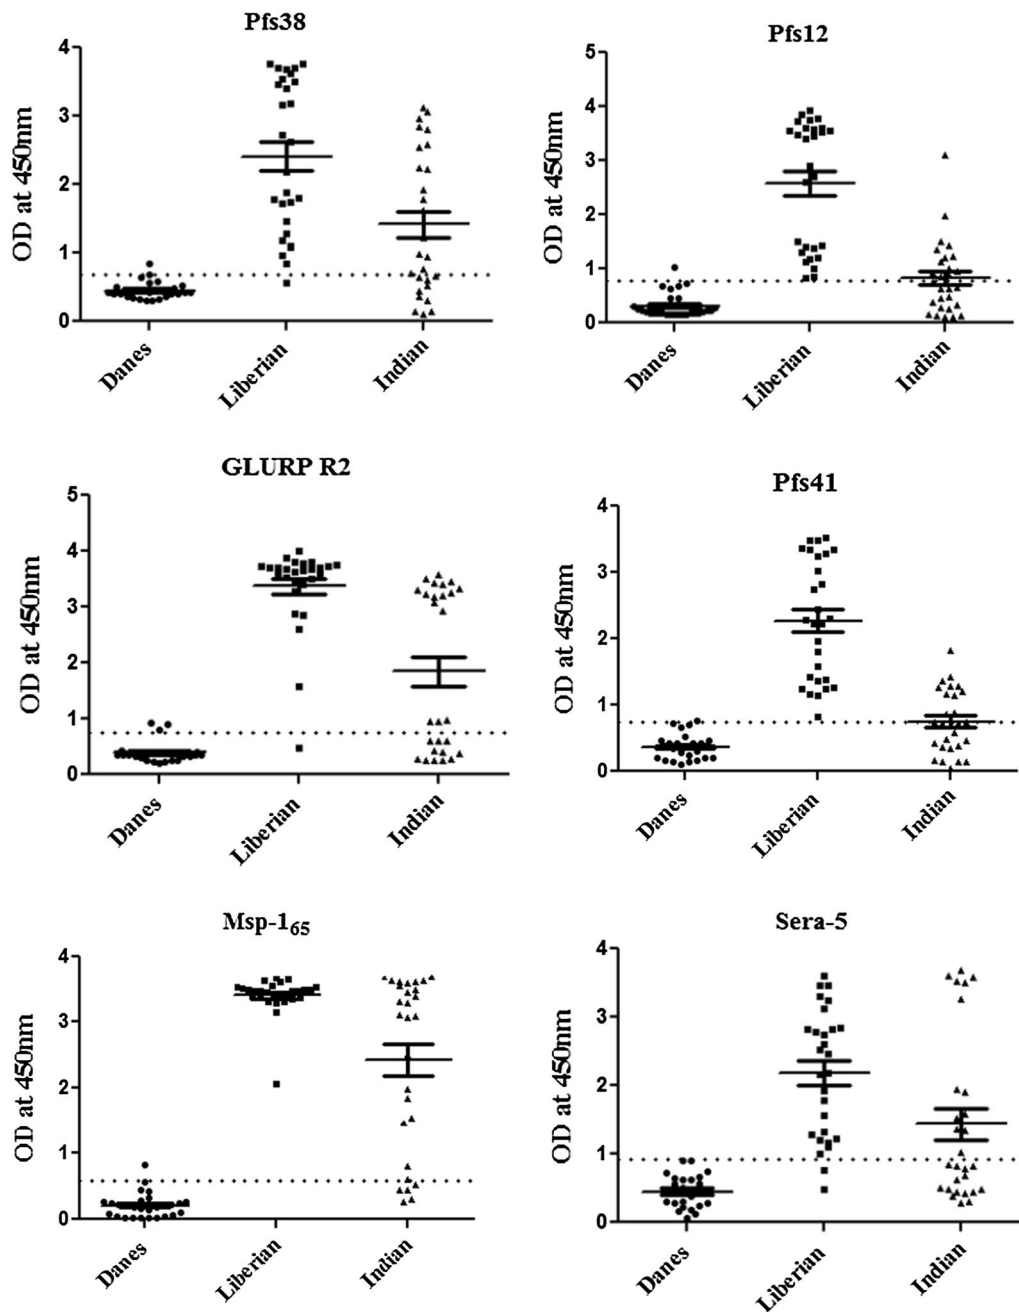 Pfs38
OD at 450nm
4
3
2
1
0
Danes
Liberian
Indian
Pfs12
OD at 450nm
5
4
3
2
1
0
Danes
Liberian
Indian
GLURP R2
OD at 450nm
5
4
3
2
1
0
Danes
Liberian
Indian
Pfs41
OD at 450nm
4
3
2
1
0
Danes
Liberian
Indian
Msp-1₆₅
OD at 450nm
4
3
2
1
0
Danes
Liberian
Indian
Sera-5
OD at 450nm
4
3
2
1
0
Danes
Liberian
Indian